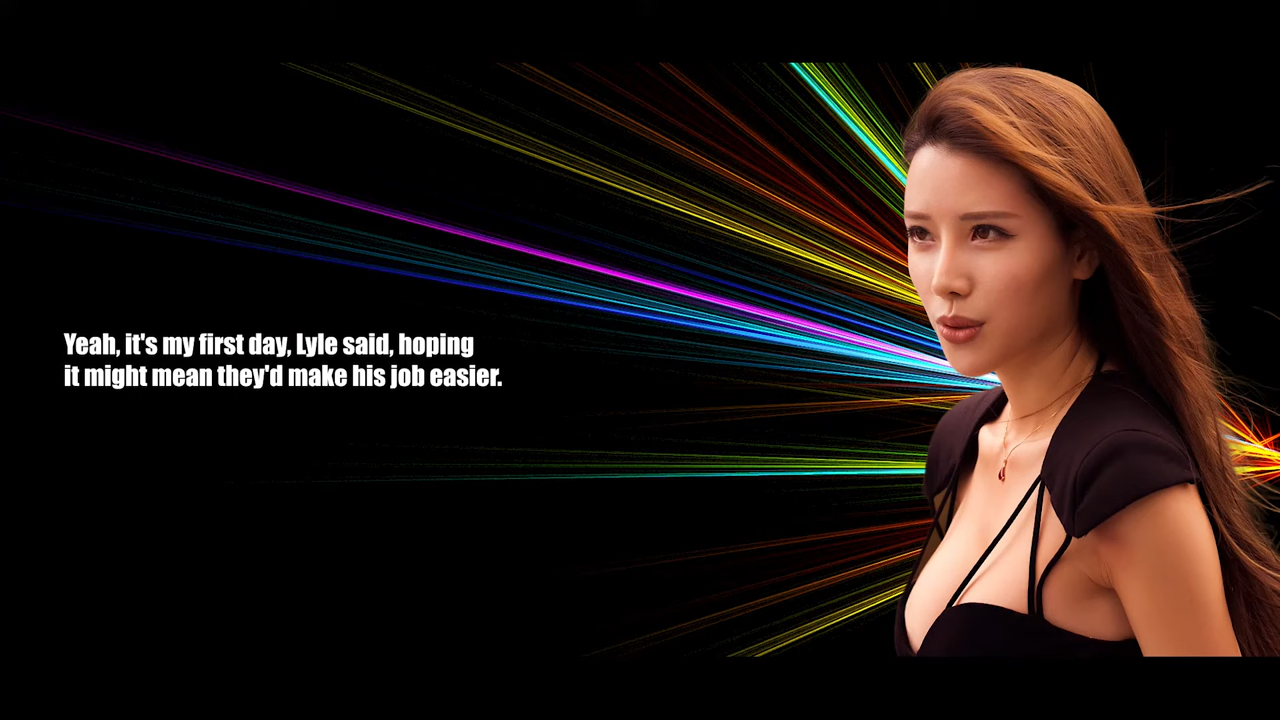 Yeah, it's my first day, Lyle said, hoping
it might mean they'd make his job easier.